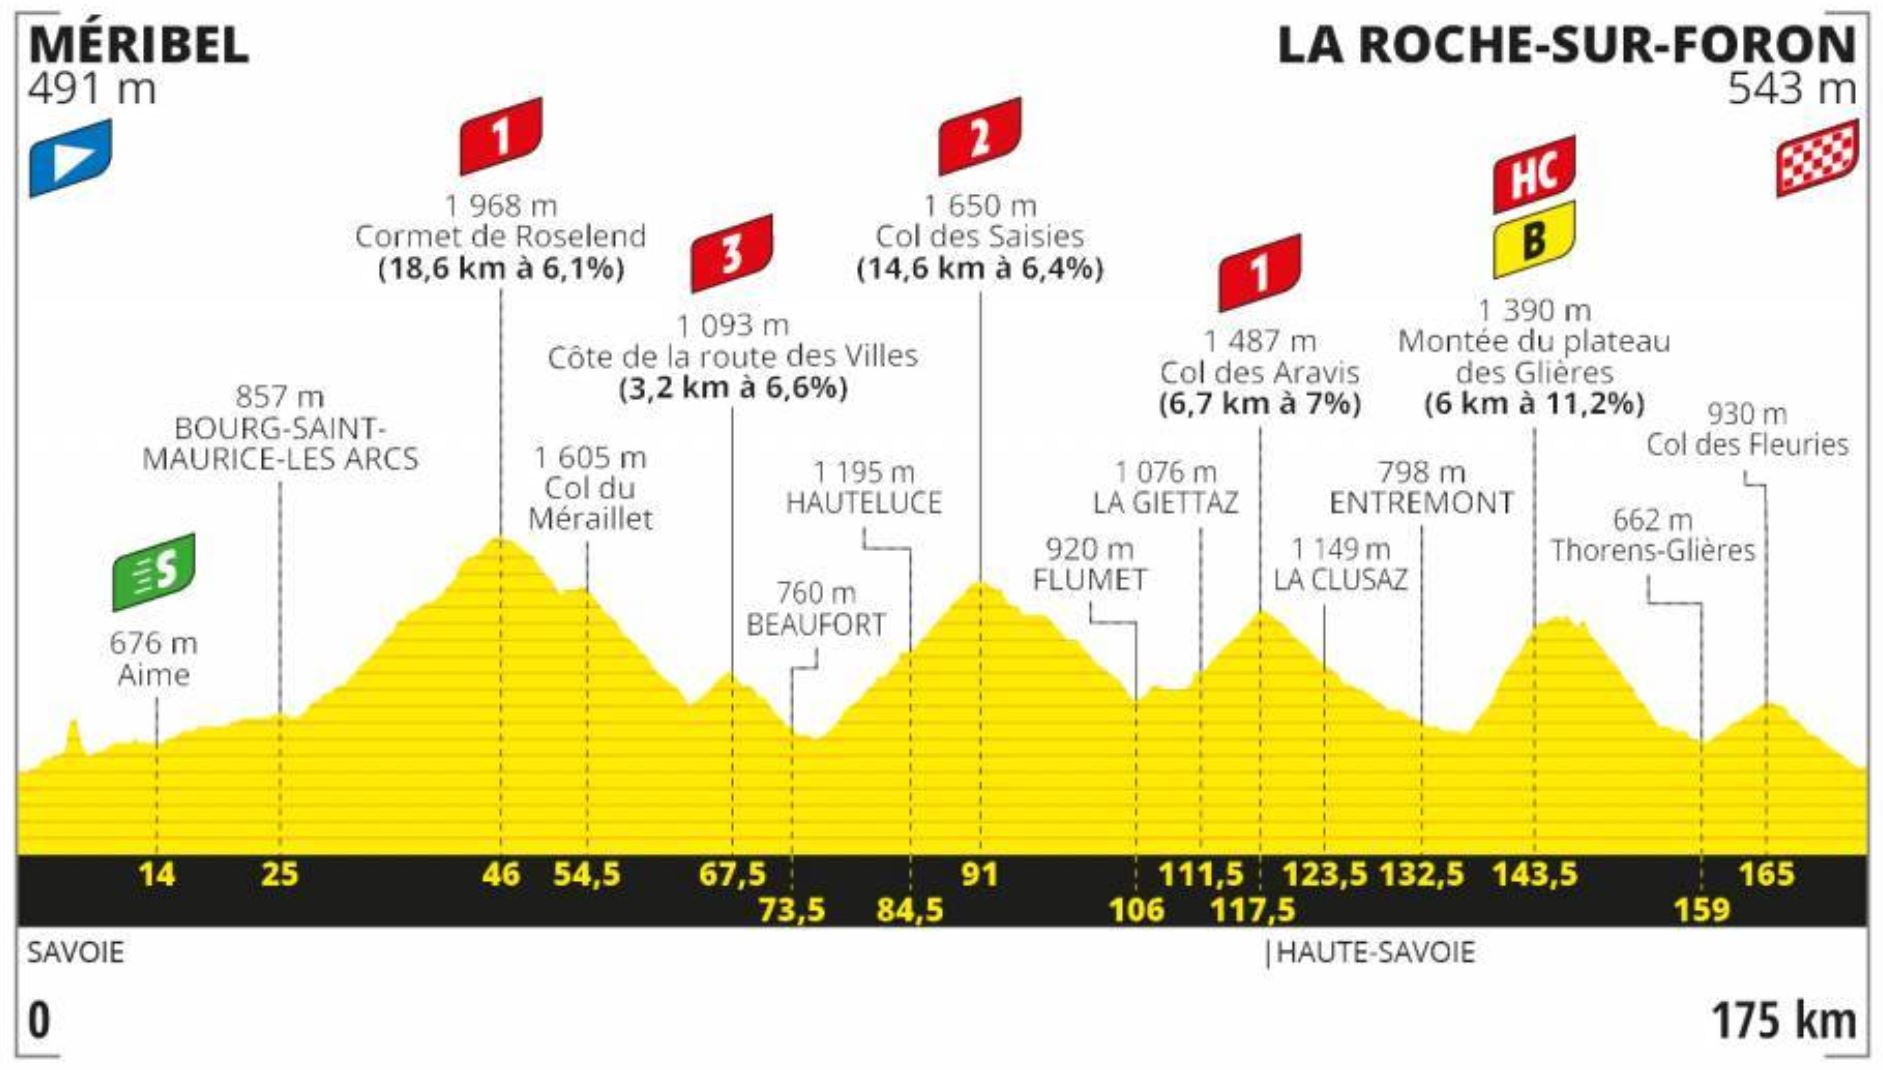 MÉRIBEL
491 m
LA ROCHE-SUR-FORON
543 m
S
676 m
Aime
857 m
BOURG-SAINT-
MAURICE-LES ARCS
1
1 968 m
Cormet de Roselend
(18,6 km à 6,1%)
1 605 m
Col du
Méraillet
3
1 093 m
Côte de la route des Villes
(3,2 km à 6,6%)
760 m
BEAUFORT
1 195 m
HAUTELUCE
2
1 650 m
Col des Saisies
(14,6 km à 6,4%)
920 m
FLUMET
1 076 m
LA GIETTAZ
1
1 487 m
Col des Aravis
(6,7 km à 7%)
1 149 m
LA CLUSAZ
798 m
ENTREMONT
HC
B
1 390 m
Montée du plateau
des Glières
(6 km à 11,2%)
662 m
Thorens-Glières
930 m
Col des Fleuries
14 25 46 54,5 67,5 91 111,5 123,5 132,5 143,5 165
73,5 84,5 106 117,5 159
SAVOIE |HAUTE-SAVOIE
0 175 km